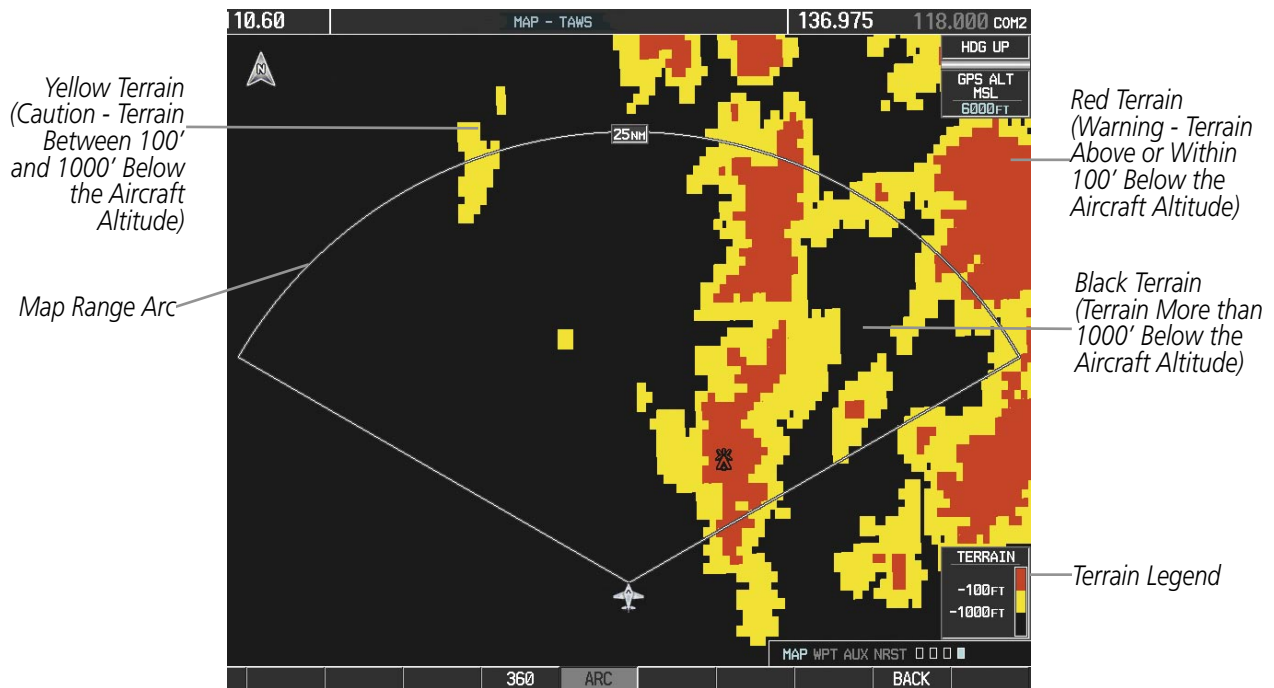 110.60
MAP - TAWS
136.975
118.000 COM2
HDG UP
GPS ALT
MSL
6000FT
N
25NM
Yellow Terrain
(Caution - Terrain
Between 100'
and 1000' Below
the Aircraft
Altitude)
Map Range Arc
Red Terrain
(Warning - Terrain
Above or Within
100' Below the
Aircraft Altitude)
Black Terrain
(Terrain More than
1000' Below the
Aircraft Altitude)
TERRAIN
-100FT
-1000FT
Terrain Legend
MAP WPT AUX NRST
360
ARC
BACK